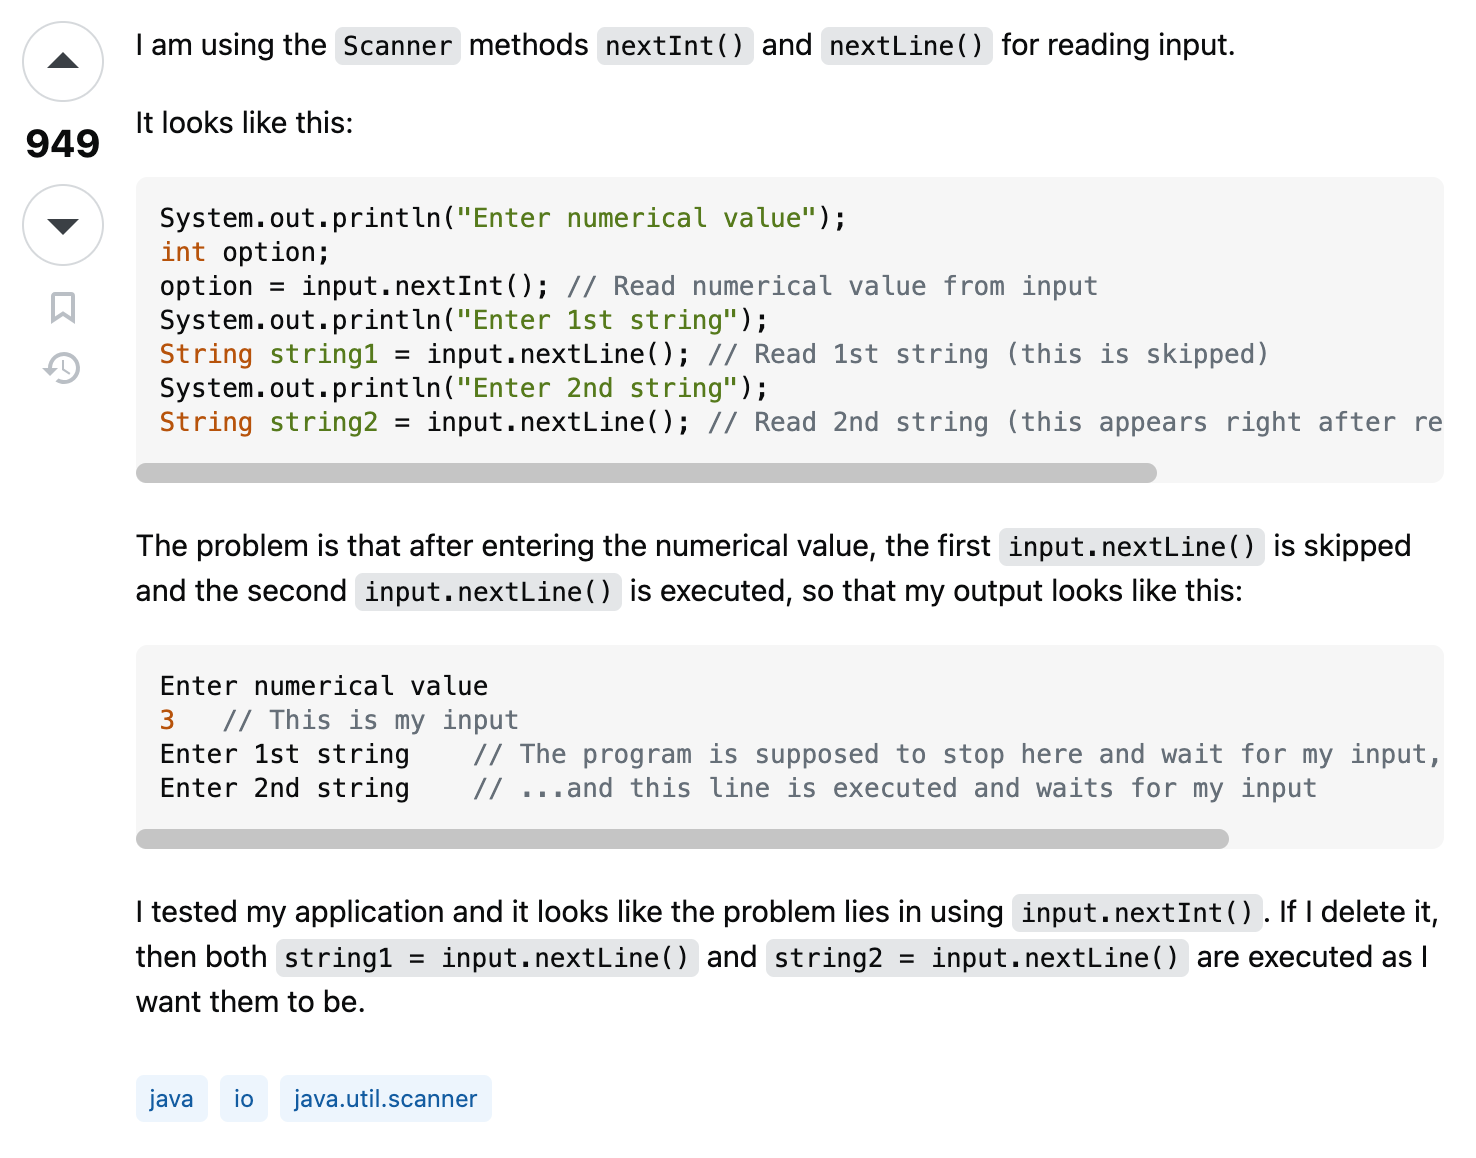 I am using the Scanner methods nextInt() and nextLine() for reading input.
949
It looks like this:
System.out.println("Enter numerical value");
int option;
option = input.nextInt(); // Read numerical value from input
System.out.println("Enter 1st string");
String string1 = input.nextLine(); // Read 1st string (this is skipped)
System.out.println("Enter 2nd string");
String string2 = input.nextLine(); // Read 2nd string (this appears right after re
The problem is that after entering the numerical value, the first input.nextLine() is skipped
and the second input.nextLine() is executed, so that my output looks like this:
Enter numerical value
3   // This is my input
Enter 1st string    // The program is supposed to stop here and wait for my input,
Enter 2nd string    // ...and this line is executed and waits for my input
I tested my application and it looks like the problem lies in using input.nextInt(). If I delete it,
then both string1 = input.nextLine() and string2 = input.nextLine() are executed as I
want them to be.
java io java.util.scanner